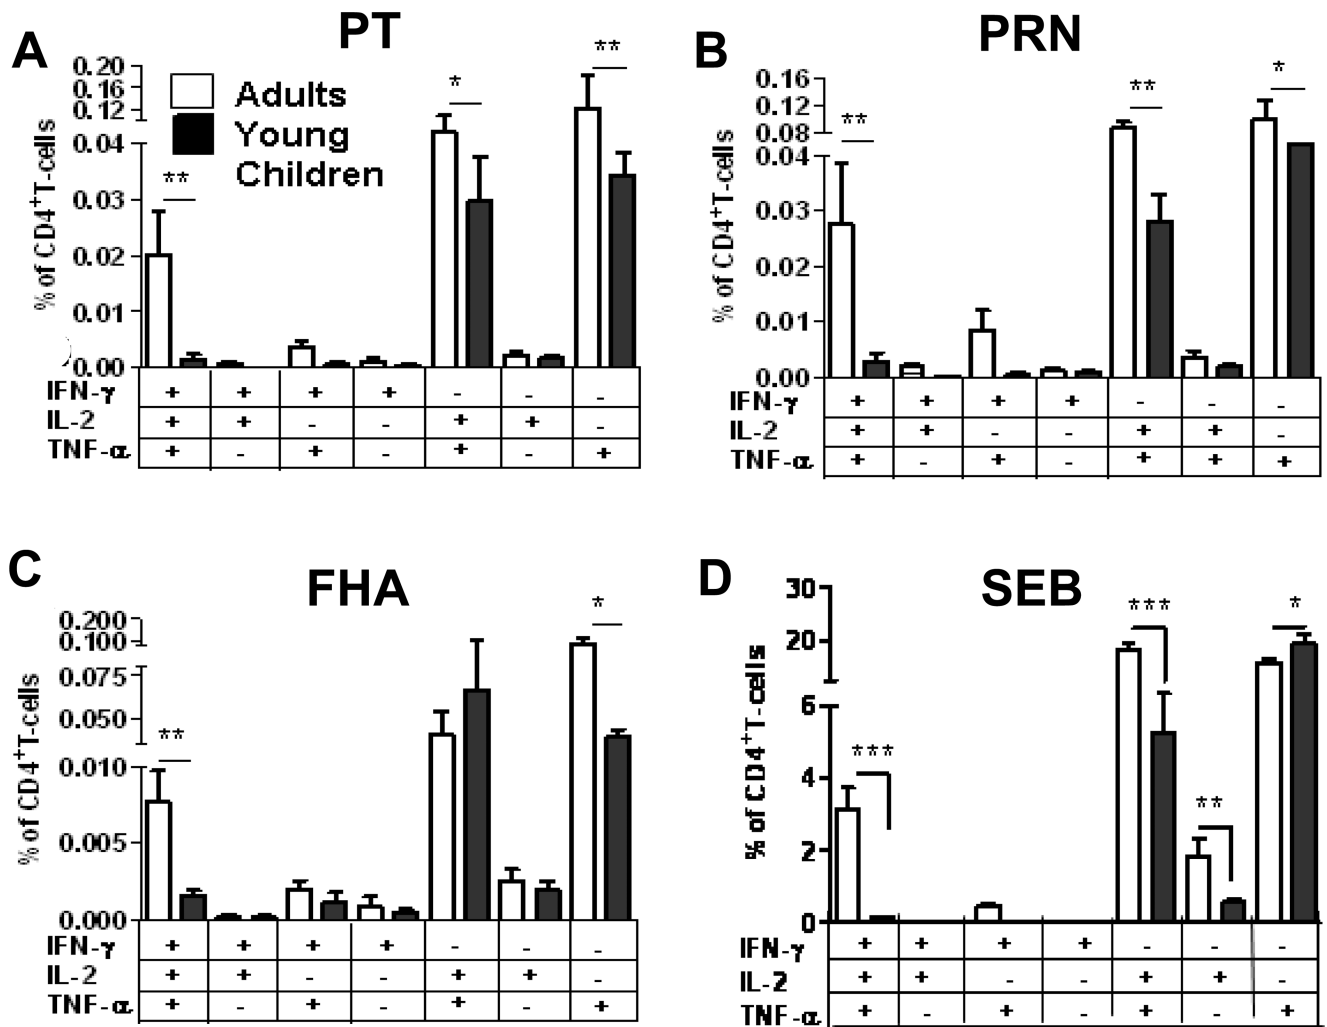 A
PT
0.20
0.16
0.12
0.04
0.03
0.02
0.01
0.00
% of CD4+T-cells
Adults
Young
Children
**
*
**
IFN-γ + + + + - - -
IL-2 + + - - + + -
TNF-α + - + - + - +
B
PRN
0.16
0.12
0.08
0.04
0.03
0.02
0.01
0.00
% of CD4+T-cells
**
**
*
IFN-γ + + + + - - -
IL-2 + + - - + + -
TNF-α + - + - + + +
C
FHA
0.200
0.100
0.075
0.050
0.010
0.005
0.000
% of CD4+T-cells
**
*
IFN-γ + + + + - - -
IL-2 + + - - + + -
TNF-α + - + - + - +
D
SEB
30
20
6
4
2
0
% of CD4+T-cells
***
***
**
*
IFN-γ + + + + - - -
IL-2 + + - - + + -
TNF-α + - + - + - +